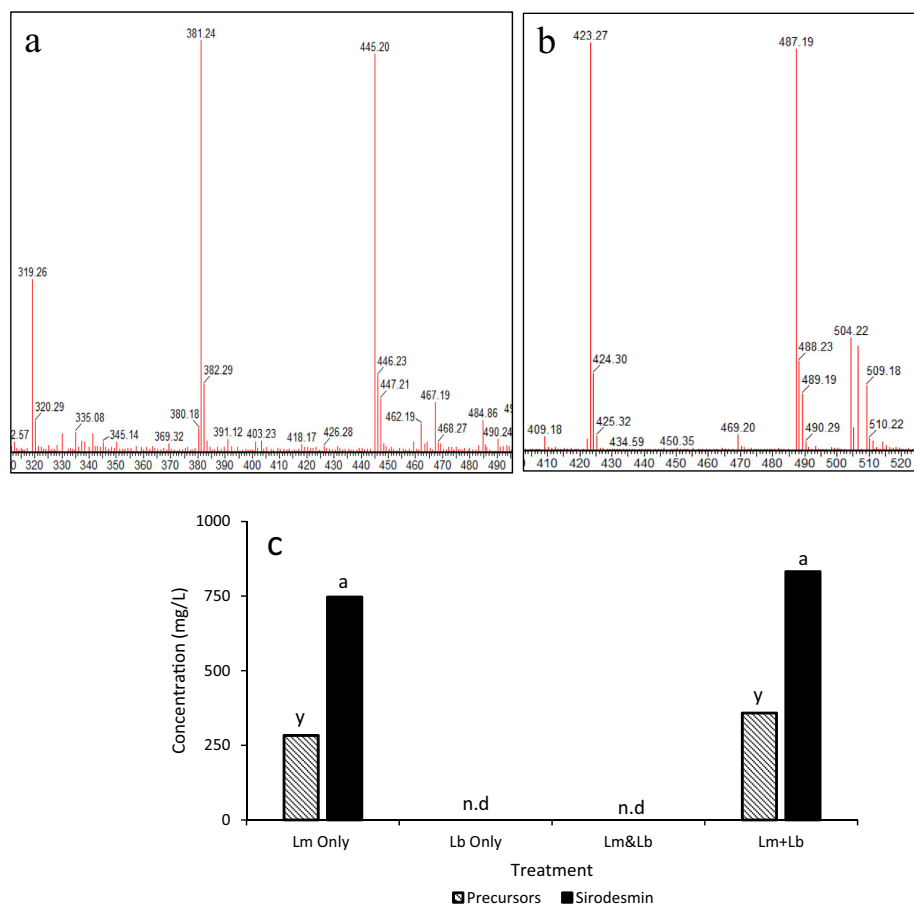 a
381.24
445.20
319.26
320.29
335.08
345.14
369.32
380.18
382.29
391.12
403.23
418.17
426.28
446.23
447.21
462.19
467.19
468.27
484.86
490.24
2.57
320 330 340 350 360 370 380 390 400 410 420 430 440 450 460 470 480 490
b
423.27
487.19
409.18
424.30
425.32
434.59
450.35
469.20
488.23
489.19
490.29
504.22
509.18
510.22
410 420 430 440 450 460 470 480 490 500 510 520
c
Concentration (mg/L)
1000
750
500
250
0
y
a
n.d
n.d
y
a
Lm Only
Lb Only
Lm&Lb
Lm+Lb
Treatment
Precursors Sirodesmin